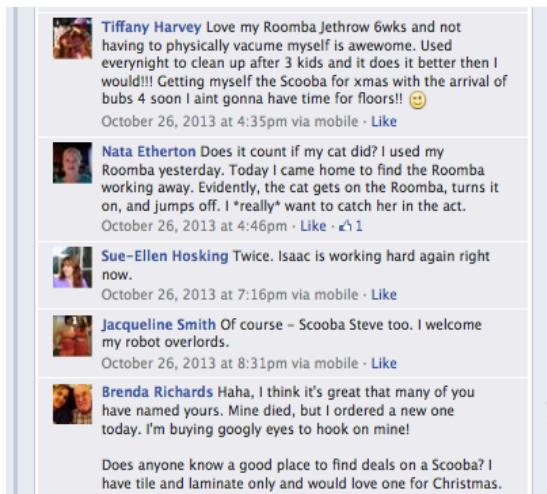 Tiffany Harvey Love my Roomba Jethrow 6wks and not
having to physically vacume myself is awewome. Used
everynight to clean up after 3 kids and it does it better then I
would!!! Getting myself the Scooba for xmas with the arrival of
bubs 4 soon I aint gonna have time for floors!!
October 26, 2013 at 4:35pm via mobile · Like
Nata Etherton Does it count if my cat did? I used my
Roomba yesterday. Today I came home to find the Roomba
working away. Evidently, the cat gets on the Roomba, turns it
on, and jumps off. I *really* want to catch her in the act.
October 26, 2013 at 4:46pm · Like · 1
Sue-Ellen Hosking Twice. Isaac is working hard again right
now.
October 26, 2013 at 7:16pm via mobile · Like
Jacqueline Smith Of course – Scooba Steve too. I welcome
my robot overlords.
October 26, 2013 at 8:31pm via mobile · Like
Brenda Richards Haha, I think it's great that many of you
have named yours. Mine died, but I ordered a new one
today. I'm buying googly eyes to hook on mine!
Does anyone know a good place to find deals on a Scooba? I
have tile and laminate only and would love one for Christmas.